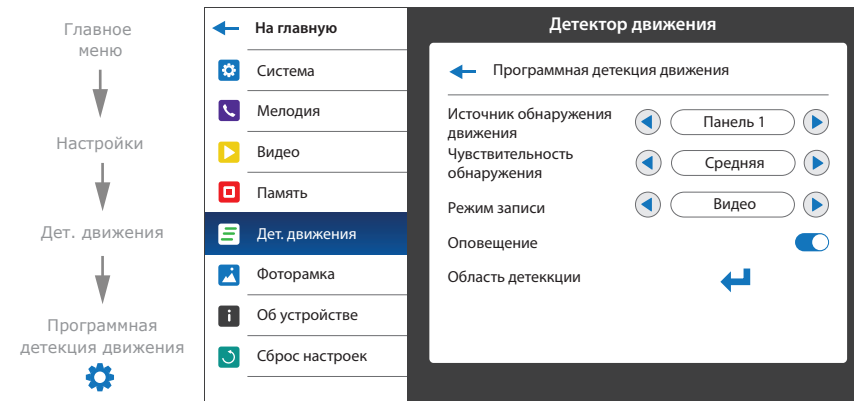 Главное
меню
Настройки
Дет. движения
Программная
детекция движения
На главную
Система
Мелодия
Видео
Память
Дет. движения
Фоторамка
Об устройстве
Сброс настроек
Детектор движения
Программная детекция движения
Источник обнаружения
движения
Панель 1
Чувствительность
обнаружения
Средняя
Режим записи
Видео
Оповещение
Область детеккции